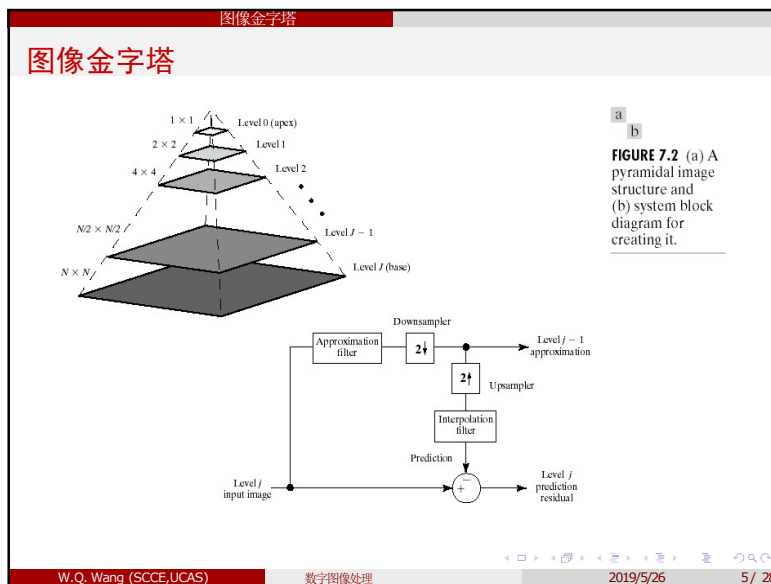 图像金字塔
图像金字塔
1 × 1
Level 0 (apex)
2 × 2
Level 1
4 × 4
Level 2
N/2 × N/2
Level J − 1
N × N
Level J (base)
a
b
FIGURE 7.2 (a) A
pyramidal image
structure and
(b) system block
diagram for
creating it.
Downsampler
Approximation
filter
2↓
Level j − 1
approximation
2↑
Upsampler
Interpolation
filter
Prediction
Level j
input image
+
−
Level j
prediction
residual
W.Q. Wang (SCCE,UCAS)
数字图像处理
2019/5/26
5 /